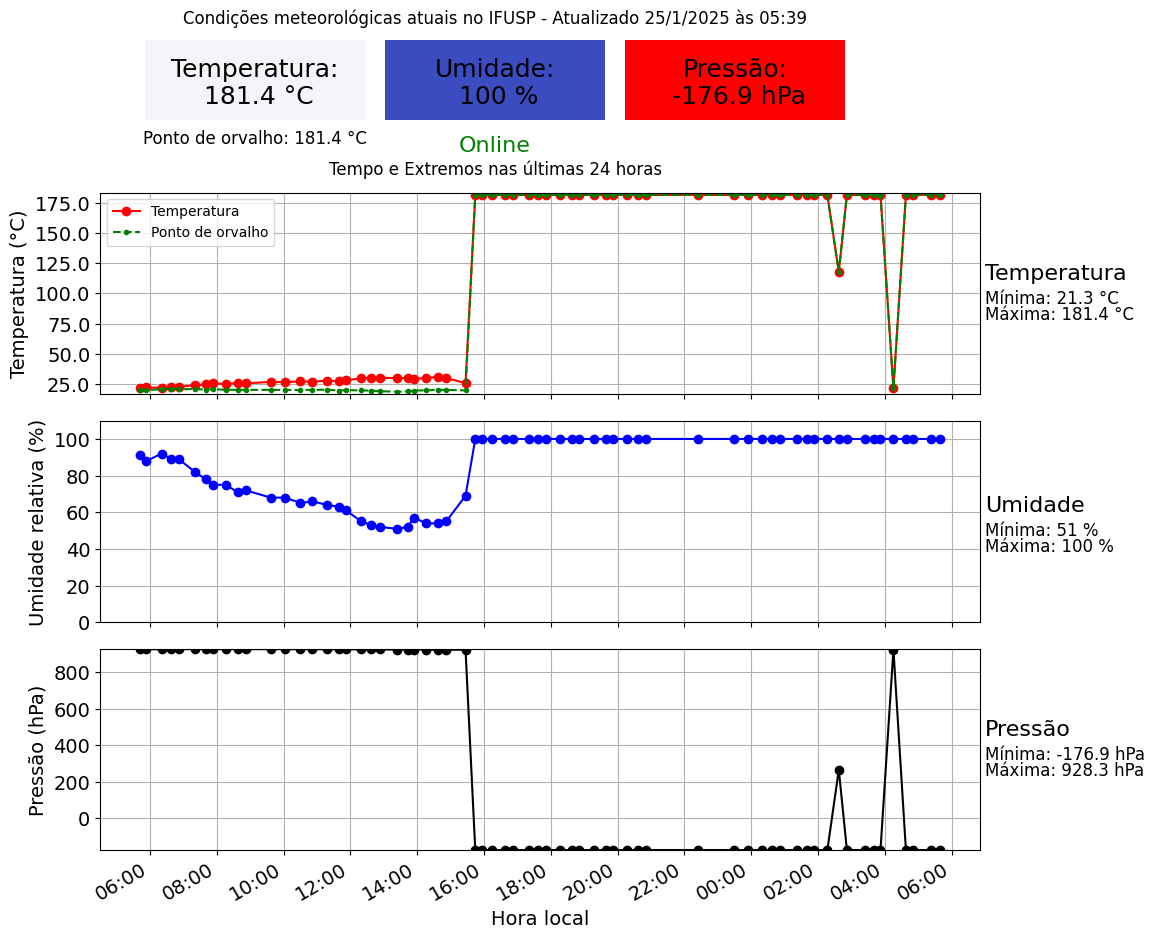 Condições meteorológicas atuais no IFUSP - Atualizado 25/1/2025 às 05:39
Temperatura:
181.4 °C
Umidade:
100 %
Pressão:
-176.9 hPa
Ponto de orvalho: 181.4 °C
Online
Tempo e Extremos nas últimas 24 horas
Temperatura (°C)
175.0
150.0
125.0
100.0
75.0
50.0
25.0
Temperatura
Ponto de orvalho
Temperatura
Mínima: 21.3 °C
Máxima: 181.4 °C
Umidade relativa (%)
100
80
60
40
20
0
Umidade
Mínima: 51 %
Máxima: 100 %
Pressão (hPa)
800
600
400
200
0
Pressão
Mínima: -176.9 hPa
Máxima: 928.3 hPa
06:00 08:00 10:00 12:00 14:00 16:00 18:00 20:00 22:00 00:00 02:00 04:00 06:00
Hora local